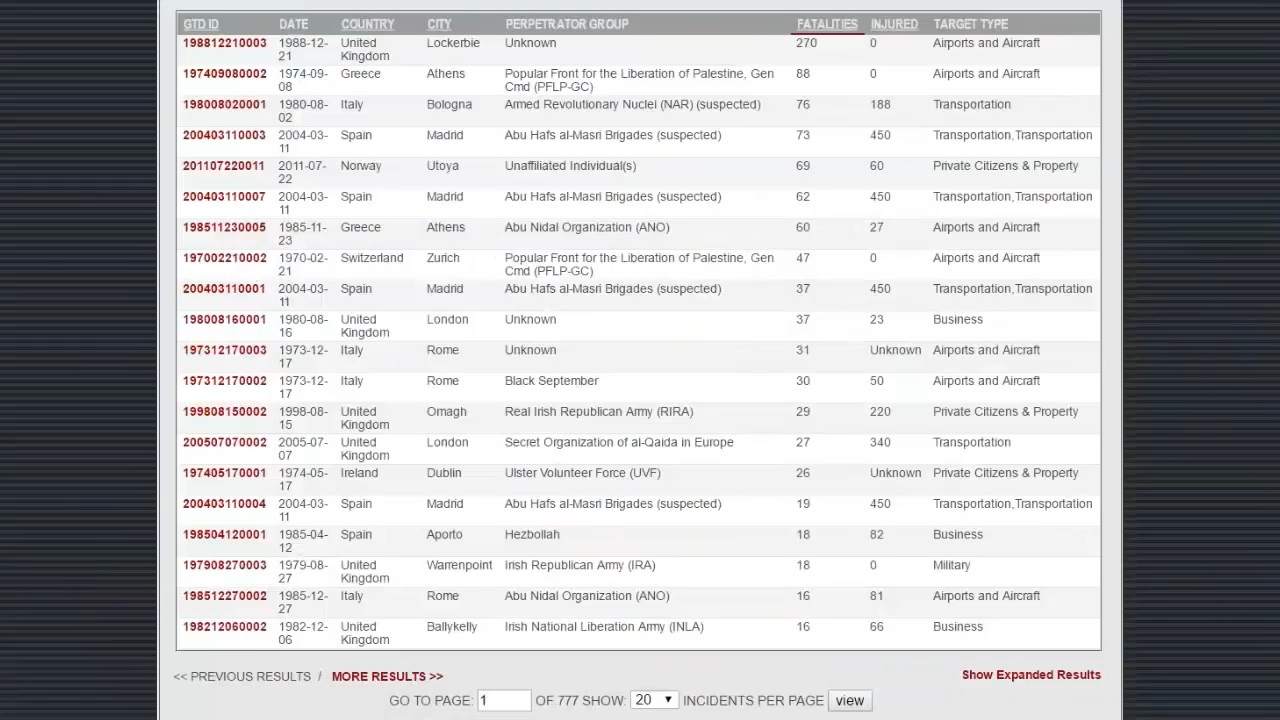 GTD ID DATE COUNTRY CITY PERPETRATOR GROUP FATALITIES INJURED TARGET TYPE
198812210003 1988-12- United Lockerbie Unknown 270 0 Airports and Aircraft
21 Kingdom
197409080002 1974-09- Greece Athens Popular Front for the Liberation of Palestine, Gen 88 0 Airports and Aircraft
08 Cmd (PFLP-GC)
198008020001 1980-08- Italy Bologna Armed Revolutionary Nuclei (NAR) (suspected) 76 188 Transportation
02
200403110003 2004-03- Spain Madrid Abu Hafs al-Masri Brigades (suspected) 73 450 Transportation,Transportation
11
201107220011 2011-07- Norway Utoya Unaffiliated Individual(s) 69 60 Private Citizens & Property
22
200403110007 2004-03- Spain Madrid Abu Hafs al-Masri Brigades (suspected) 62 450 Transportation,Transportation
11
198511230005 1985-11- Greece Athens Abu Nidal Organization (ANO) 60 27 Airports and Aircraft
23
197002210002 1970-02- Switzerland Zurich Popular Front for the Liberation of Palestine, Gen 47 0 Airports and Aircraft
21 Cmd (PFLP-GC)
200403110001 2004-03- Spain Madrid Abu Hafs al-Masri Brigades (suspected) 37 450 Transportation,Transportation
11
198008160001 1980-08- United London Unknown 37 23 Business
16 Kingdom
197312170003 1973-12- Italy Rome Unknown 31 Unknown Airports and Aircraft
17
197312170002 1973-12- Italy Rome Black September 30 50 Airports and Aircraft
17
199808150002 1998-08- United Omagh Real Irish Republican Army (RIRA) 29 220 Private Citizens & Property
15 Kingdom
200507070002 2005-07- United London Secret Organization of al-Qaida in Europe 27 340 Transportation
07 Kingdom
197405170001 1974-05- Ireland Dublin Ulster Volunteer Force (UVF) 26 Unknown Private Citizens & Property
17
200403110004 2004-03- Spain Madrid Abu Hafs al-Masri Brigades (suspected) 19 450 Transportation,Transportation
11
198504120001 1985-04- Spain Aporto Hezbollah 18 82 Business
12
197908270003 1979-08- United Warrenpoint Irish Republican Army (IRA) 18 0 Military
27 Kingdom
198512270002 1985-12- Italy Rome Abu Nidal Organization (ANO) 16 81 Airports and Aircraft
27
198212060002 1982-12- United Ballykelly Irish National Liberation Army (INLA) 16 66 Business
06 Kingdom
<< PREVIOUS RESULTS / MORE RESULTS >> Show Expanded Results
GO TO PAGE: 1 OF 777 SHOW: 20 INCIDENTS PER PAGE view